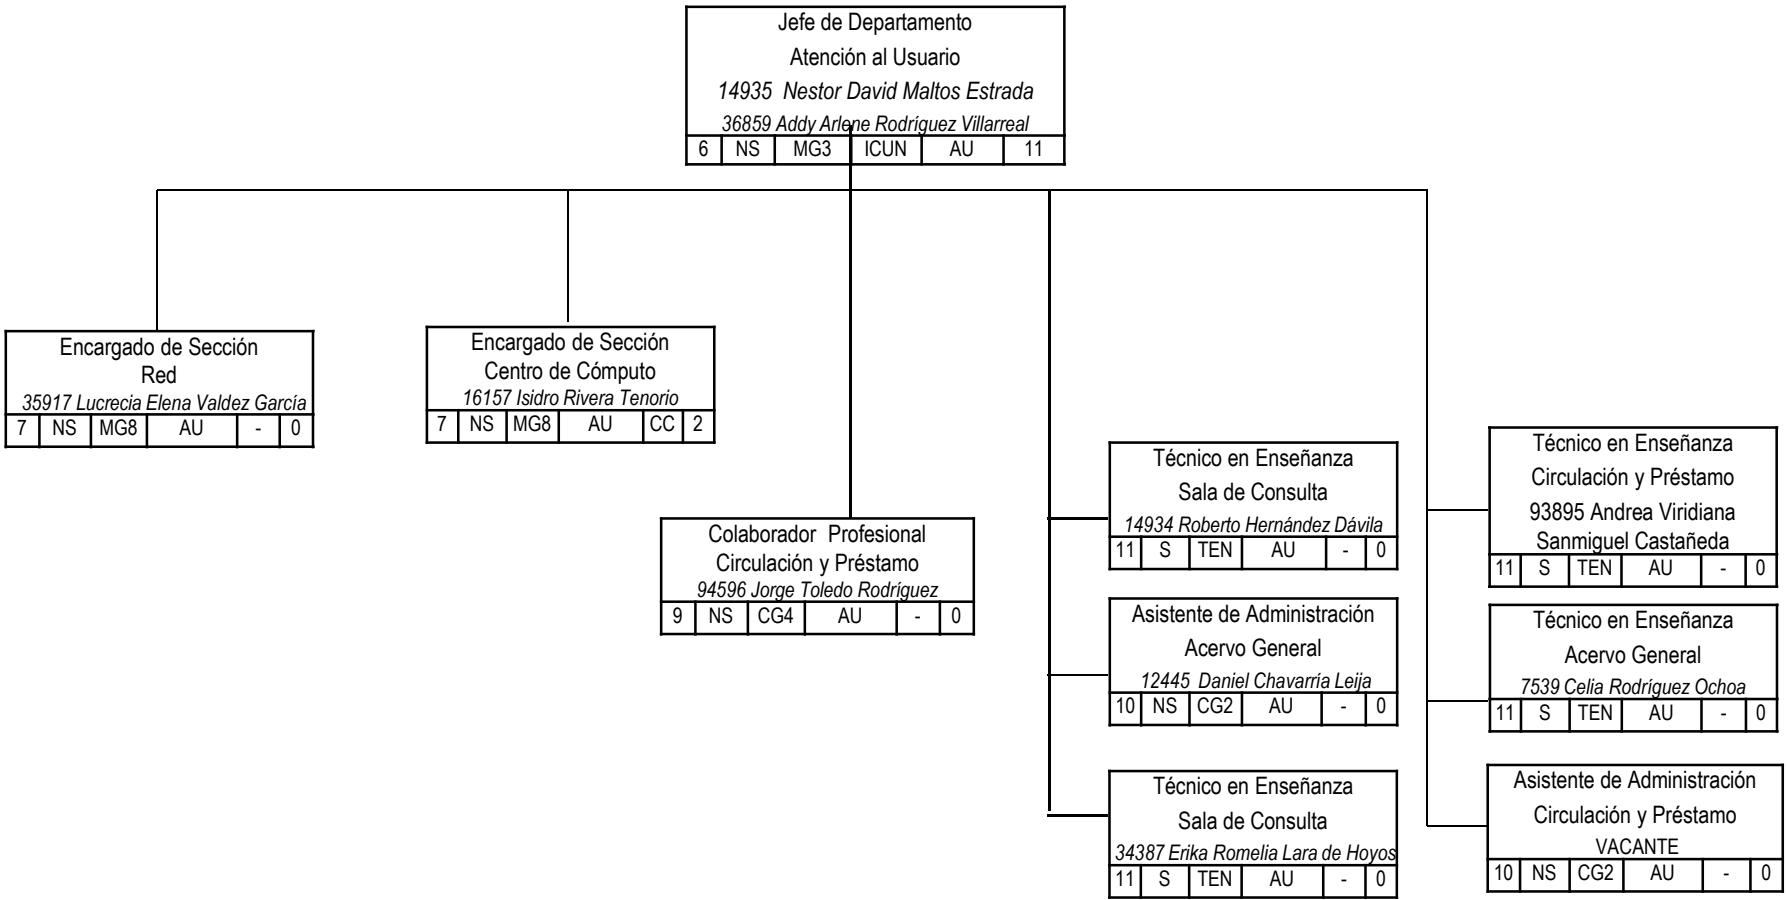 Jefe de Departamento
Atención al Usuario
14935 Nestor David Maltos Estrada
36859 Addy Arlene Rodríguez Villarreal
6 NS MG3 ICUN AU 11
Encargado de Sección
Red
35917 Lucrecia Elena Valdez García
7 NS MG8 AU - 0
Encargado de Sección
Centro de Cómputo
16157 Isidro Rivera Tenorio
7 NS MG8 AU CC 2
Colaborador Profesional
Circulación y Préstamo
94596 Jorge Toledo Rodríguez
9 NS CG4 AU - 0
Técnico en Enseñanza
Sala de Consulta
14934 Roberto Hernández Dávila
11 S TEN AU - 0
Asistente de Administración
Acervo General
12445 Daniel Chavarria Leija
10 NS CG2 AU - 0
Técnico en Enseñanza
Sala de Consulta
34387 Erika Romelia Lara de Hoyos
11 S TEN AU - 0
Técnico en Enseñanza
Circulación y Préstamo
93895 Andrea Viridiana
Sanmiguel Castañeda
11 S TEN AU - 0
Técnico en Enseñanza
Acervo General
7539 Celia Rodríguez Ochoa
11 S TEN AU - 0
Asistente de Administración
Circulación y Préstamo
VACANTE
10 NS CG2 AU - 0